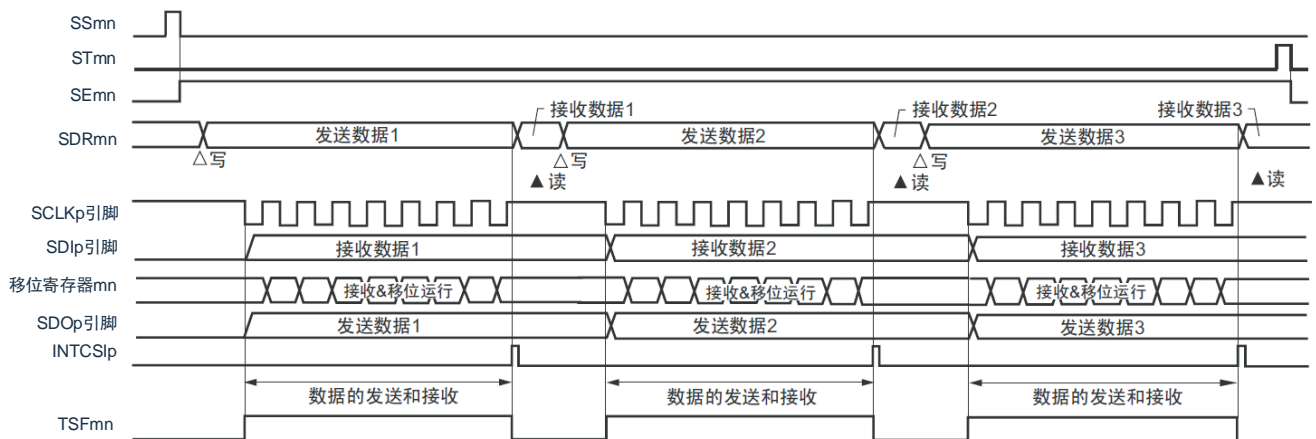 SSmn
STmn
SEmn
接收数据1 接收数据2 接收数据3
SDRmn 发送数据1 发送数据2 发送数据3
△写 △写 △写
▲读 ▲读 ▲读
SCLKp引脚
SDIp引脚 接收数据1 接收数据2 接收数据3
移位寄存器mn 接收&移位运行 接收&移位运行 接收&移位运行
SDOp引脚 发送数据1 发送数据2 发送数据3
INTCSIp
数据的发送和接收 数据的发送和接收 数据的发送和接收
TSFmn